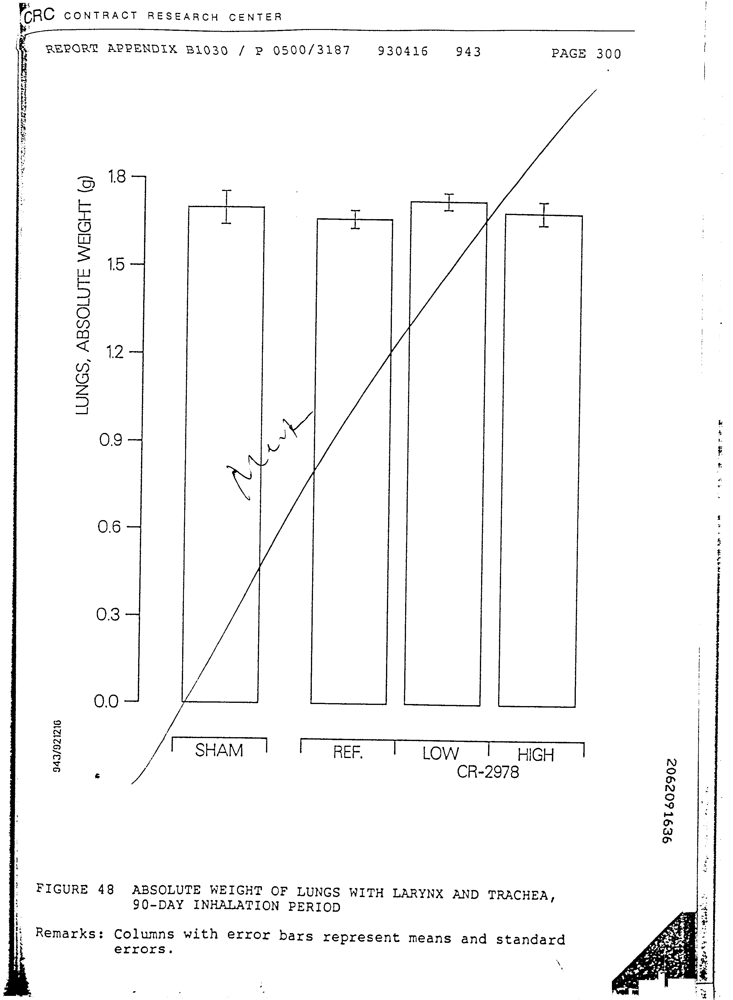 CRC CONTRACT RESEARCH CENTER
REPORT APPENDIX B1030 / P 0500/3187 930416 943 PAGE 300
LUNGS, ABSOLUTE WEIGHT (g)
1.8
1.5
1.2
0.9
0.6
0.3
0.0
SHAM REF. LOW HIGH
CR-2978
943/921216
2062091636
FIGURE 48 ABSOLUTE WEIGHT OF LUNGS WITH LARYNX AND TRACHEA,
90-DAY INHALATION PERIOD
Remarks: Columns with error bars represent means and standard
errors.